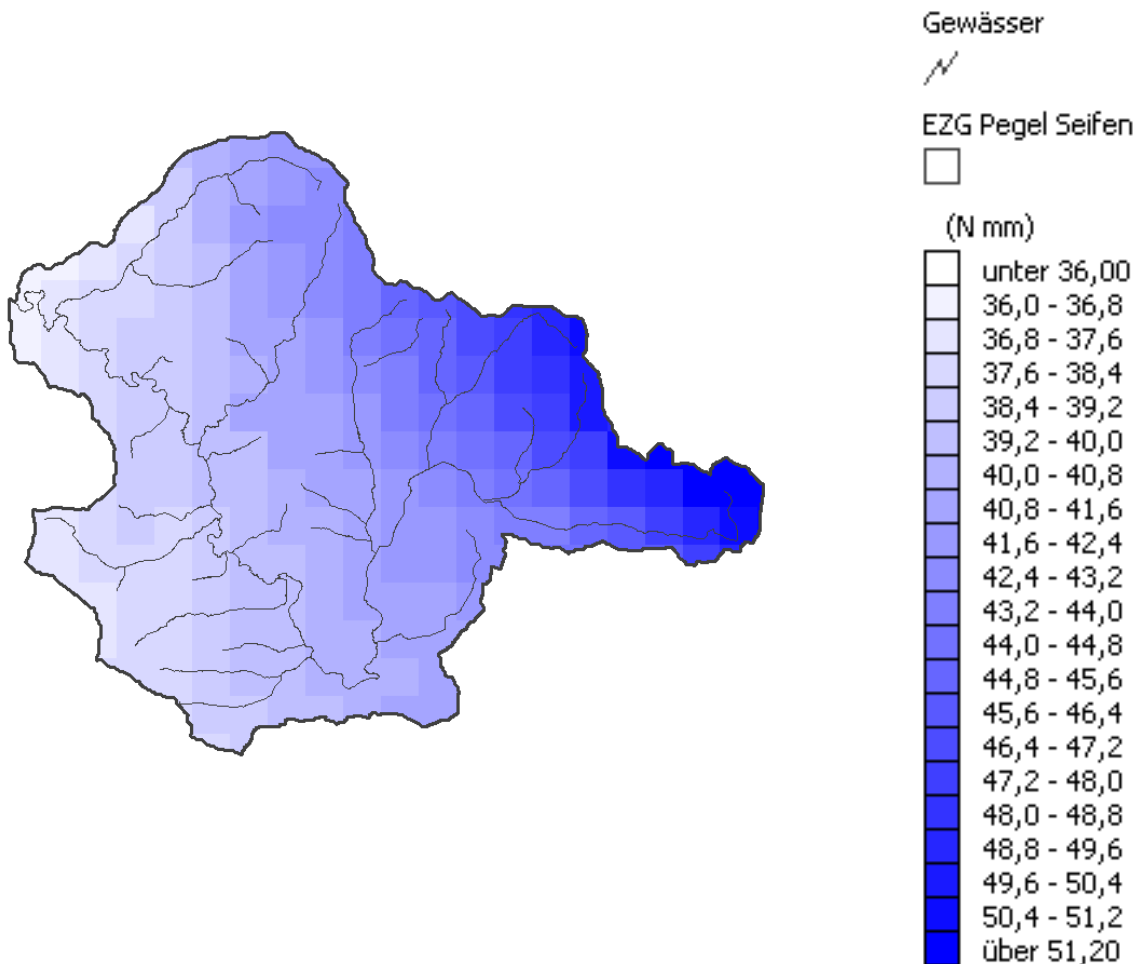 Gewässer
EZG Pegel Seifen
(N mm)
unter 36,00
36,0 - 36,8
36,8 - 37,6
37,6 - 38,4
38,4 - 39,2
39,2 - 40,0
40,0 - 40,8
40,8 - 41,6
41,6 - 42,4
42,4 - 43,2
43,2 - 44,0
44,0 - 44,8
44,8 - 45,6
45,6 - 46,4
46,4 - 47,2
47,2 - 48,0
48,0 - 48,8
48,8 - 49,6
49,6 - 50,4
50,4 - 51,2
über 51,20